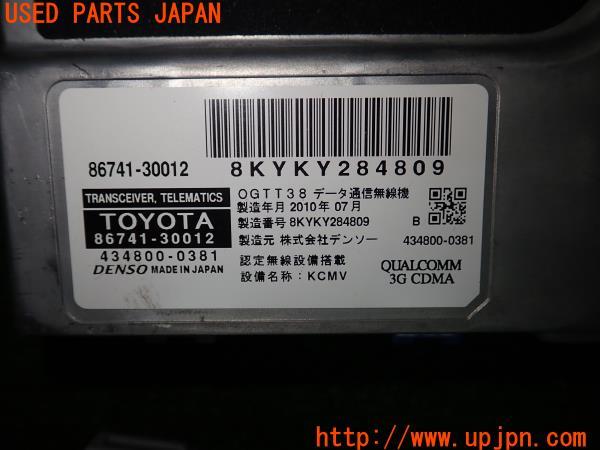 USED PARTS JAPAN
86741-30012
8KYKY284809
TRANSCEIVER, TELEMATICS
TOYOTA
86741-30012
434800-0381
DENSO MADE IN JAPAN
OGTT38 データ通信無線機
製造年月 2010年 07月
製造番号 8KYKY284809 B
製造元 株式会社デンソー 434800-0381
認定無線設備搭載
設備名称：KCMV
QUALCOMM
3G CDMA
UPJ
http://www.upjpn.com/